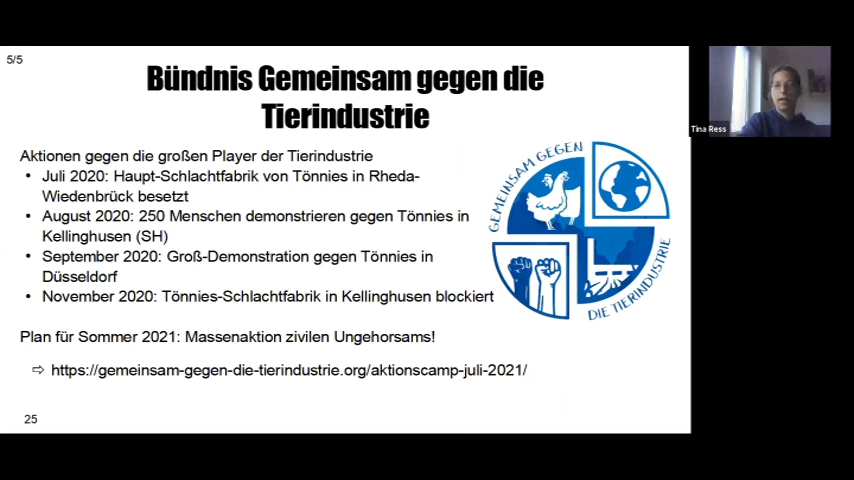 5/5
Bündnis Gemeinsam gegen die
Tierindustrie
Tina Ress
Aktionen gegen die großen Player der Tierindustrie
• Juli 2020: Haupt-Schlachtfabrik von Tönnies in Rheda-
Wiedenbrück besetzt
• August 2020: 250 Menschen demonstrieren gegen Tönnies in
Kellinghusen (SH)
• September 2020: Groß-Demonstration gegen Tönnies in
Düsseldorf
• November 2020: Tönnies-Schlachtfabrik in Kellinghusen blockiert
GEMEINSAM GEGEN
DIE TIERINDUSTRIE
Plan für Sommer 2021: Massenaktion zivilen Ungehorsams!
⇨ https://gemeinsam-gegen-die-tierindustrie.org/aktionscamp-juli-2021/
25